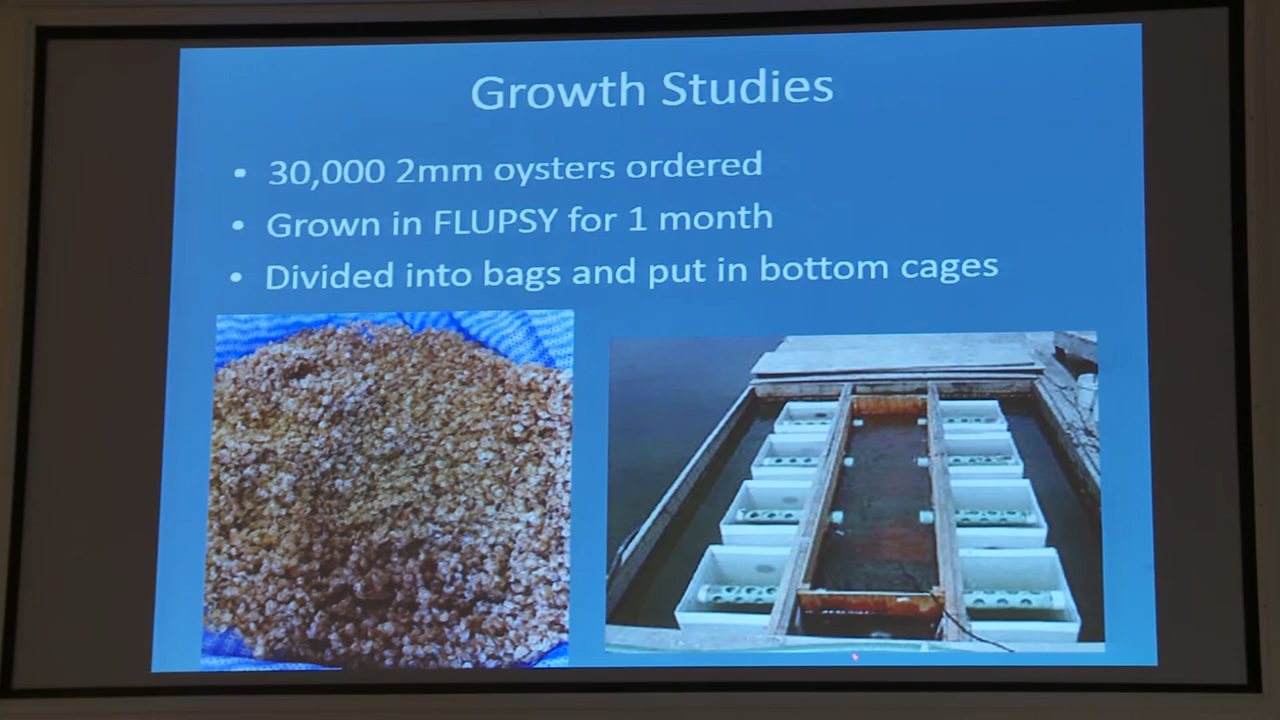 Growth Studies
• 30,000 2mm oysters ordered
• Grown in FLUPSY for 1 month
• Divided into bags and put in bottom cages